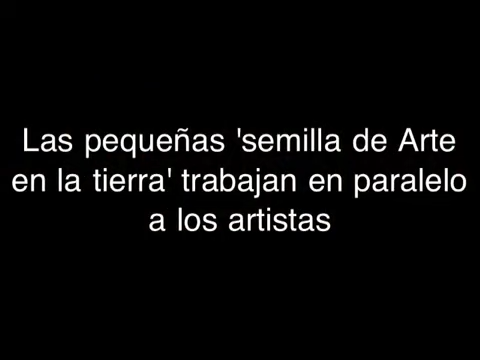 Las pequeñas 'semilla de Arte
en la tierra' trabajan en paralelo
a los artistas